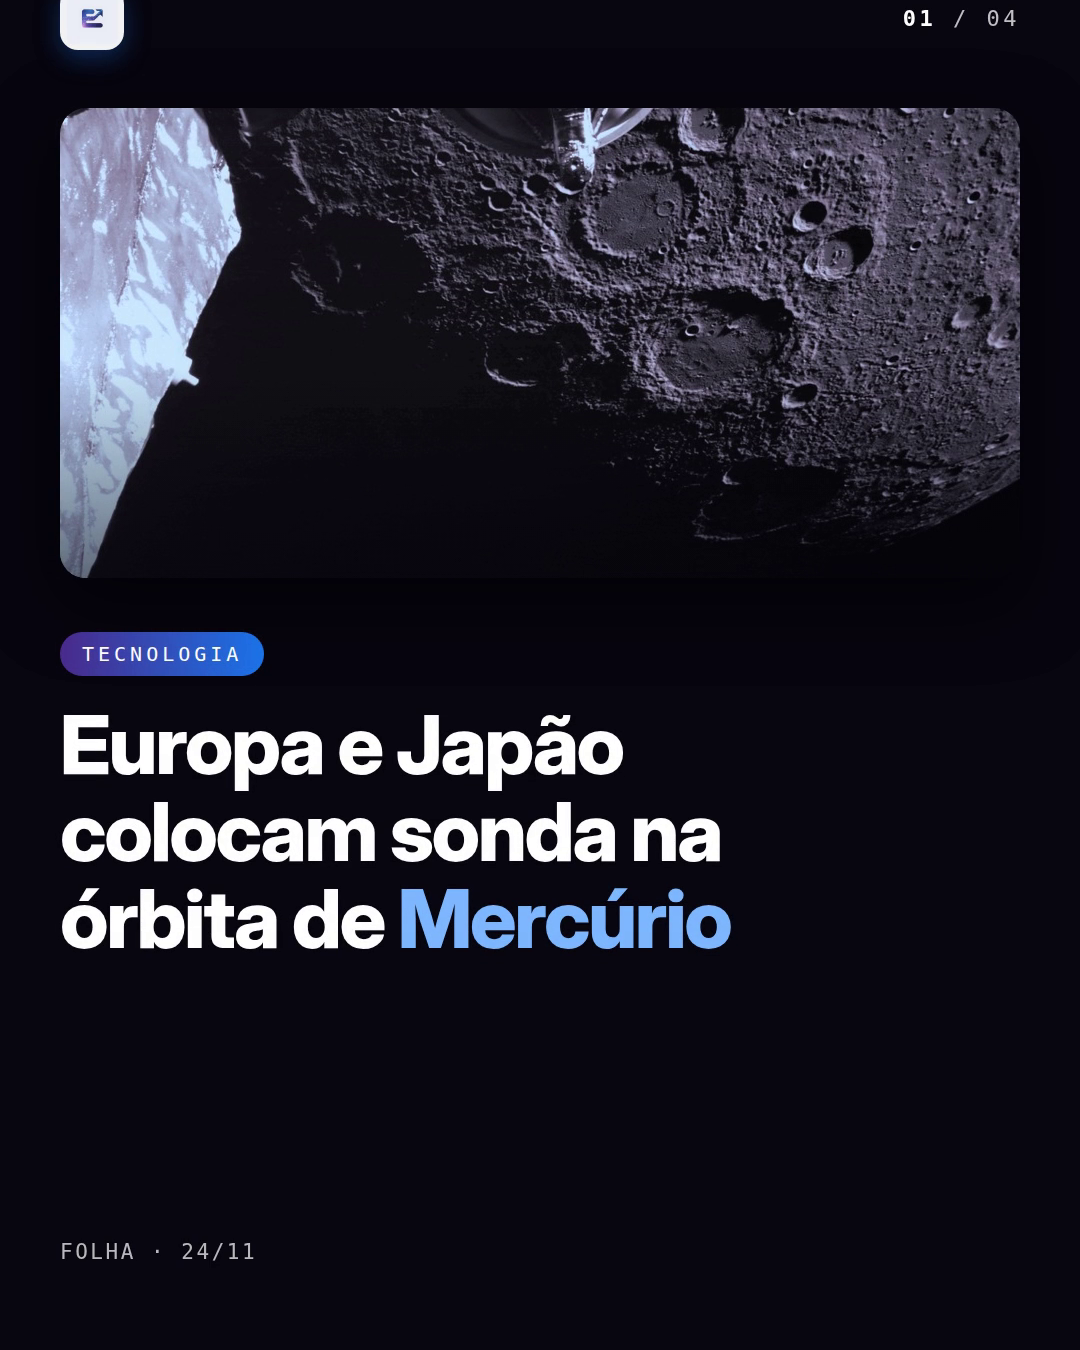 01 / 04
TECNOLOGIA
Europa e Japão
colocam sonda na
órbita de Mercúrio
FOLHA · 24/11